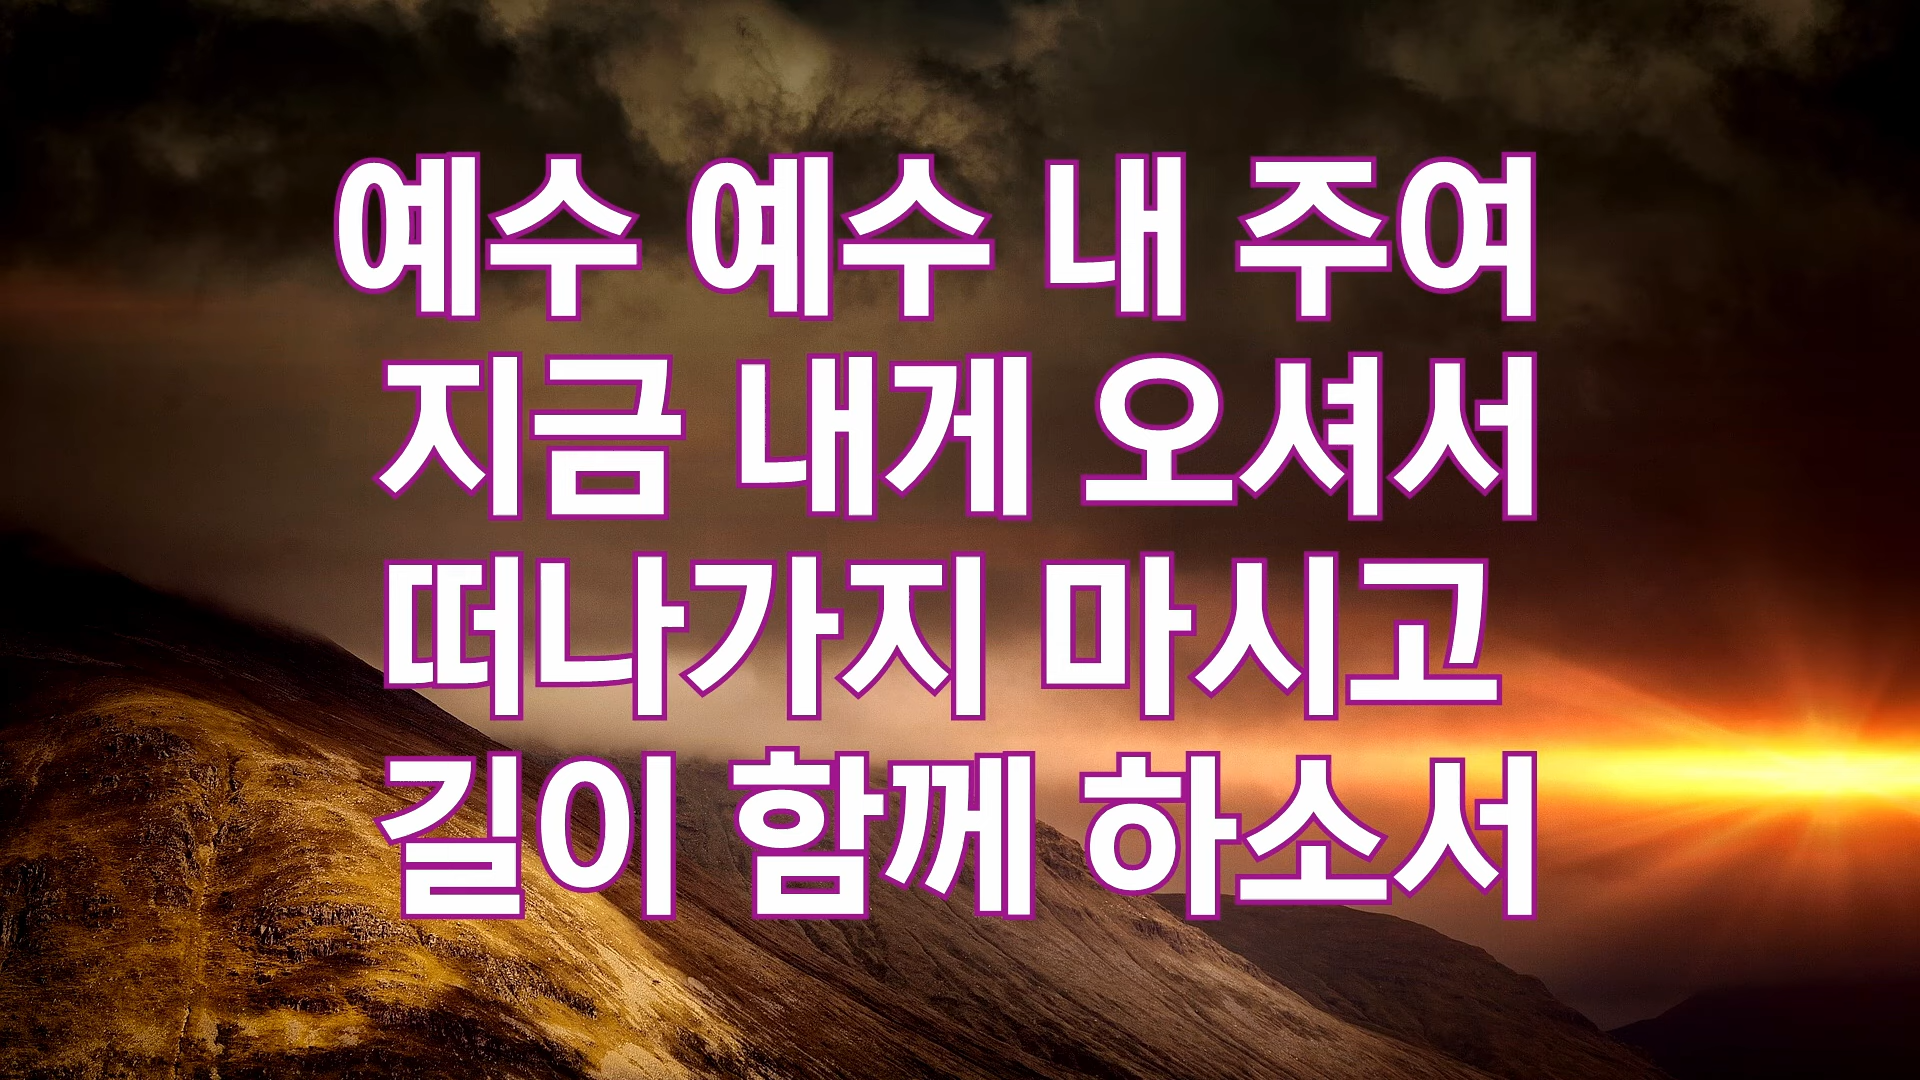 예수 예수 내 주여
지금 내게 오셔서
떠나가지 마시고
길이 함께 하소서